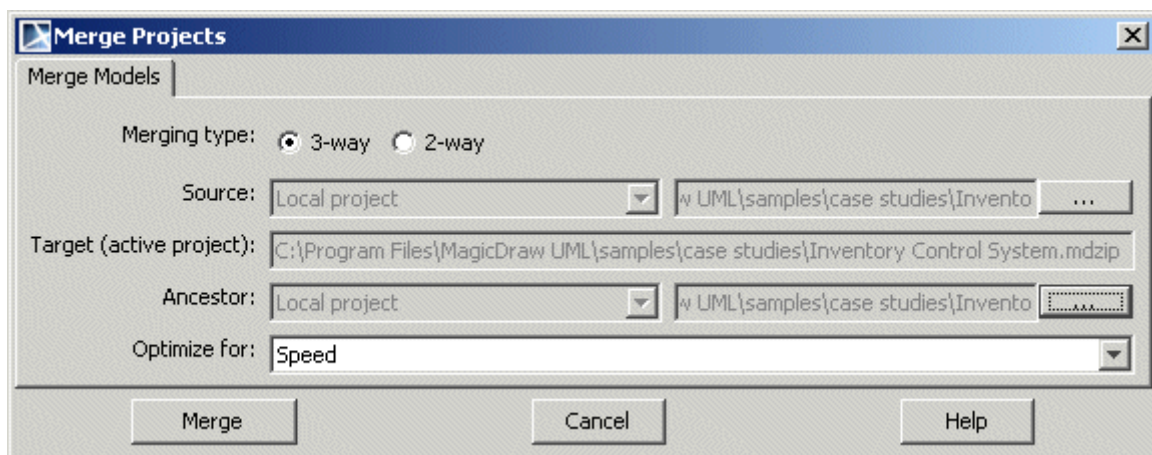 Merge Projects
Merge Models
Merging type: 3-way 2-way
Source: Local project w UML\samples\case studies\Invento ...
Target (active project): C:\Program Files\MagicDraw UML\samples\case studies\Inventory Control System.mdzip
Ancestor: Local project w UML\samples\case studies\Invento ...
Optimize for: Speed
Merge Cancel Help